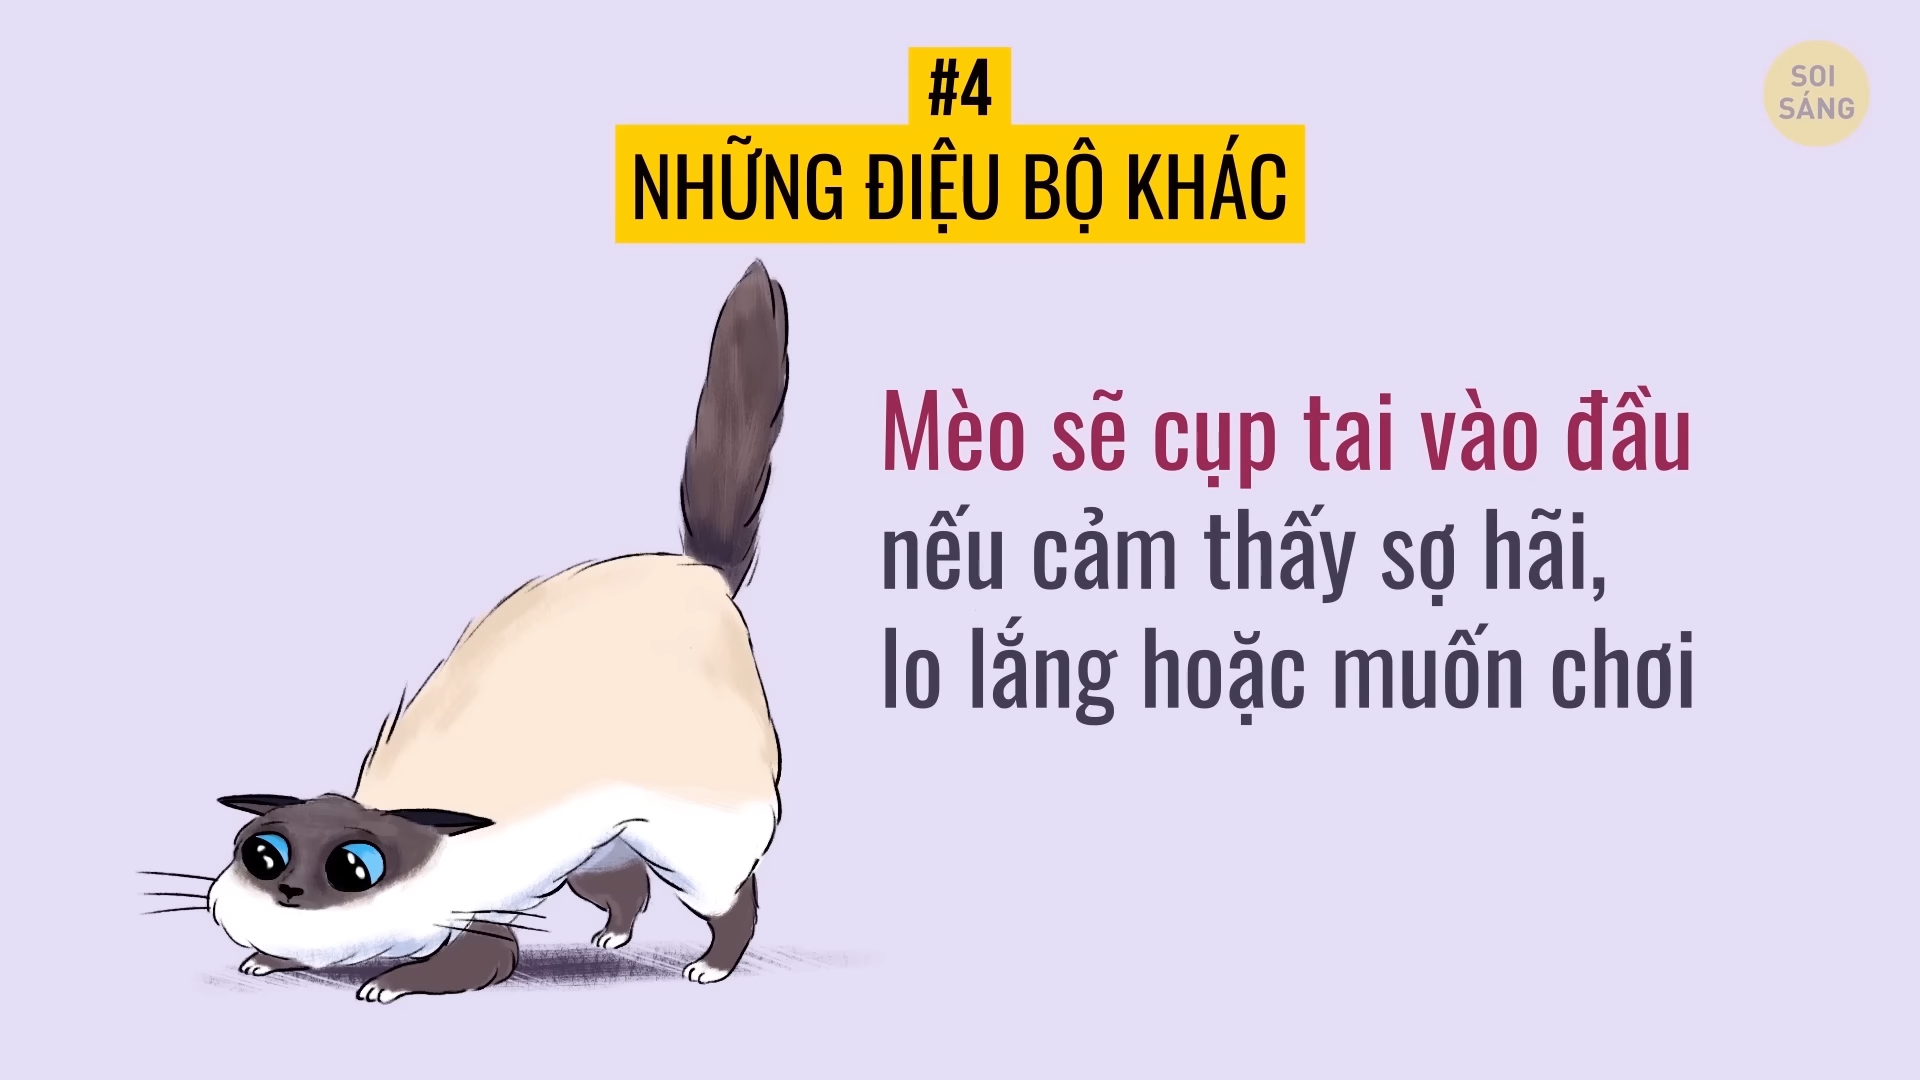 #4
NHỮNG ĐIỆU BỘ KHÁC
SOI
SÁNG
Mèo sẽ cụp tai vào đầu
nếu cảm thấy sợ hãi,
lo lắng hoặc muốn chơi